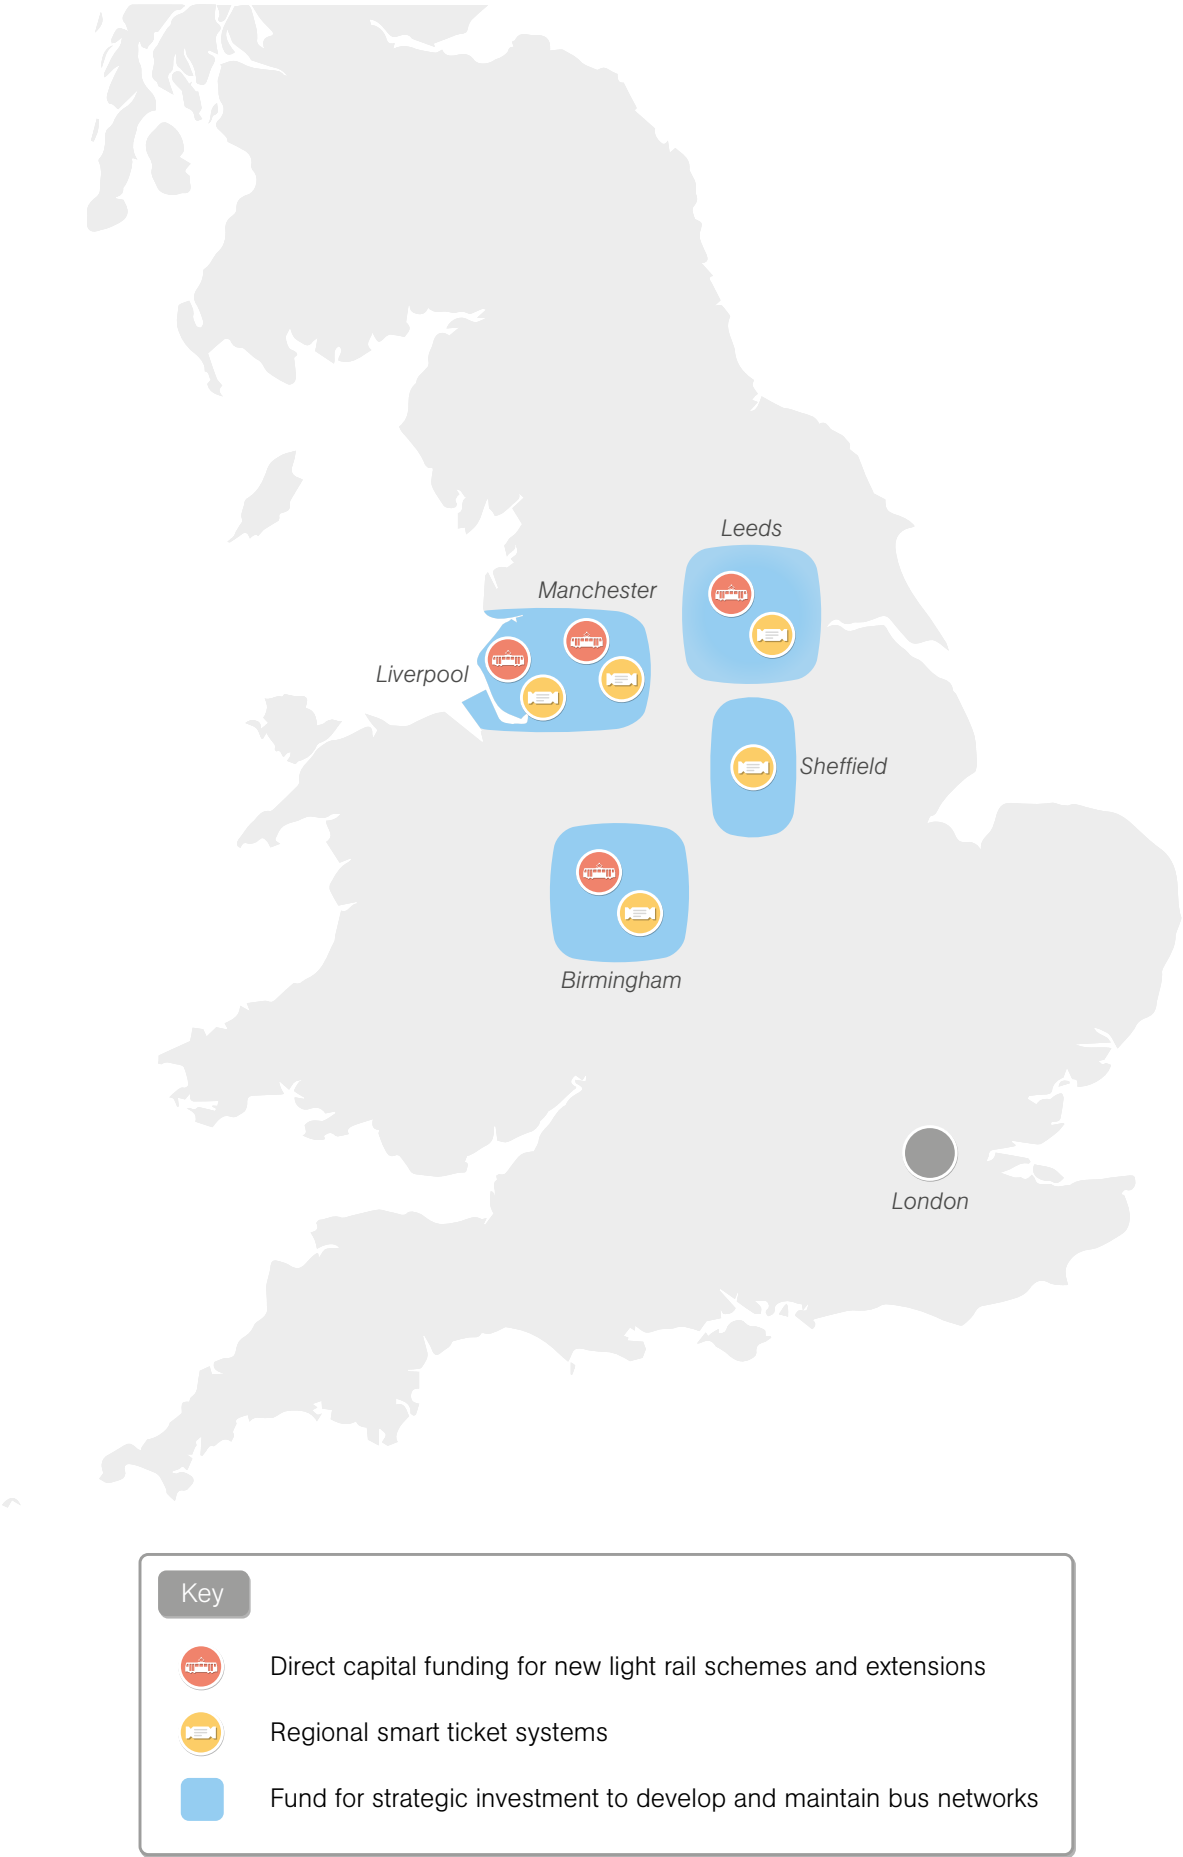 Leeds
Manchester
Liverpool
Sheffield
Birmingham
London
Key
Direct capital funding for new light rail schemes and extensions
Regional smart ticket systems
Fund for strategic investment to develop and maintain bus networks